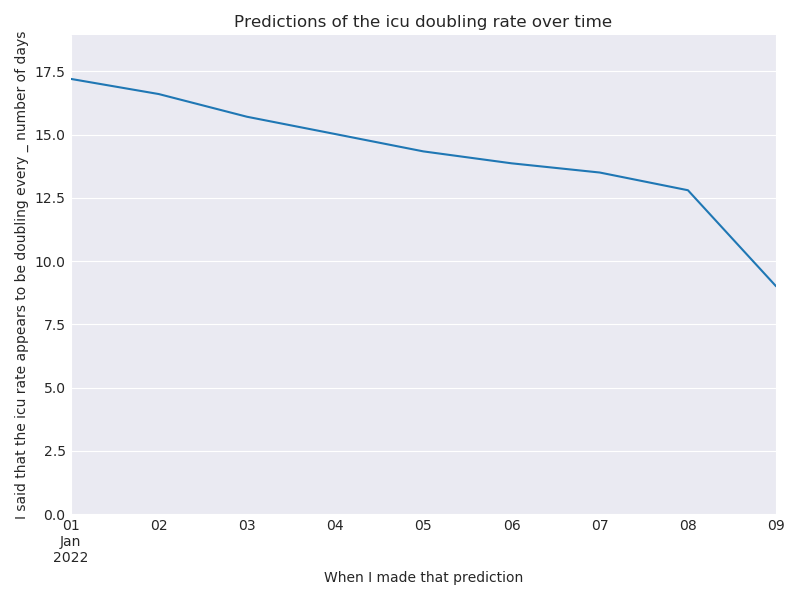 Predictions of the icu doubling rate over time
I said that the icu rate appears to be doubling every _ number of days
17.5
15.0
12.5
10.0
7.5
5.0
2.5
0.0
01 02 03 04 05 06 07 08 09
Jan
2022
When I made that prediction